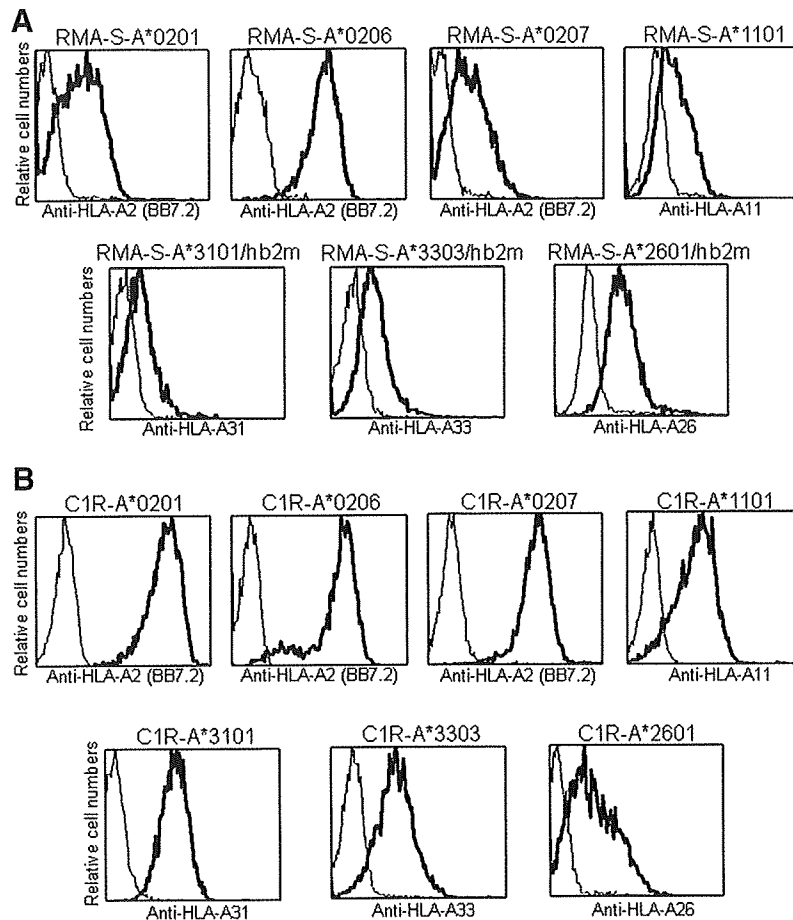 A
RMA-S-A*0201 RMA-S-A*0206 RMA-S-A*0207 RMA-S-A*1101
Relative cell numbers
Anti-HLA-A2 (BB7.2) Anti-HLA-A2 (BB7.2) Anti-HLA-A2 (BB7.2) Anti-HLA-A11
RMA-S-A*3101/hb2m RMA-S-A*3303/hb2m RMA-S-A*2601/hb2m
Relative cell numbers
Anti-HLA-A31 Anti-HLA-A33 Anti-HLA-A26
B
C1R-A*0201 C1R-A*0206 C1R-A*0207 C1R-A*1101
Relative cell numbers
Anti-HLA-A2 (BB7.2) Anti-HLA-A2 (BB7.2) Anti-HLA-A2 (BB7.2) Anti-HLA-A11
C1R-A*3101 C1R-A*3303 C1R-A*2601
Relative cell numbers
Anti-HLA-A31 Anti-HLA-A33 Anti-HLA-A26